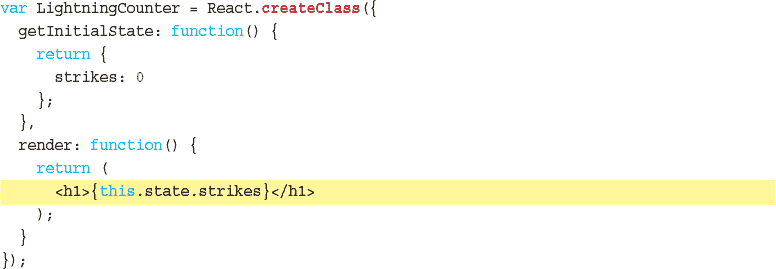 var LightningCounter = React.createClass({
  getInitialState: function() {
    return {
      strikes: 0
    };
  },
  render: function() {
    return (
      <h1>{this.state.strikes}</h1>
    );
  }
});